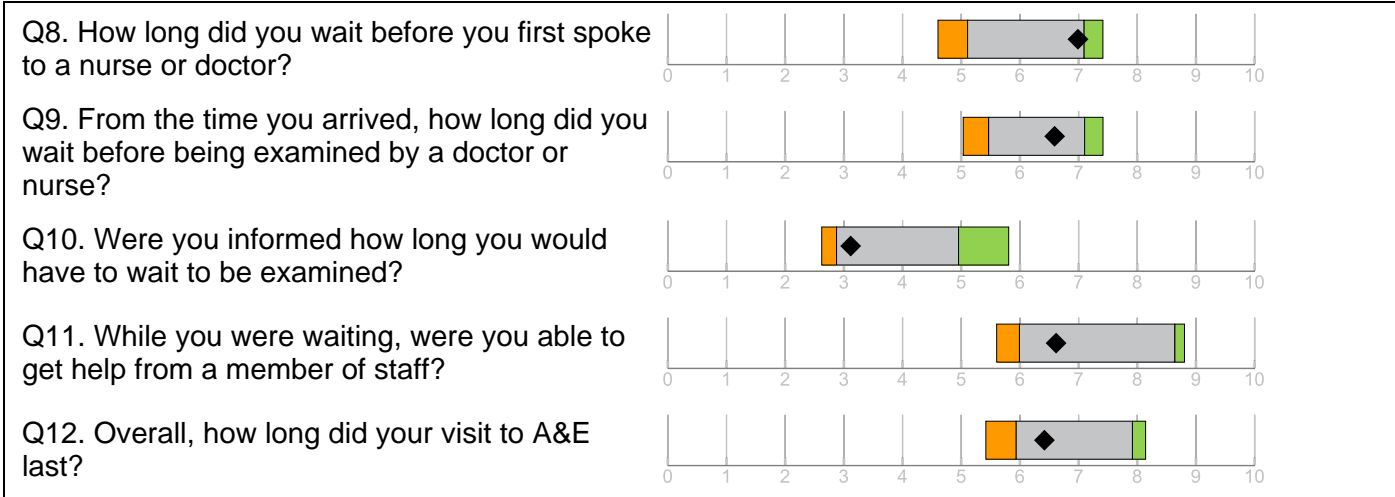 Q8. How long did you wait before you first spoke
to a nurse or doctor?
0 1 2 3 4 5 6 7 8 9 10
Q9. From the time you arrived, how long did you
wait before being examined by a doctor or
nurse?
0 1 2 3 4 5 6 7 8 9 10
Q10. Were you informed how long you would
have to wait to be examined?
0 1 2 3 4 5 6 7 8 9 10
Q11. While you were waiting, were you able to
get help from a member of staff?
0 1 2 3 4 5 6 7 8 9 10
Q12. Overall, how long did your visit to A&E
last?
0 1 2 3 4 5 6 7 8 9 10